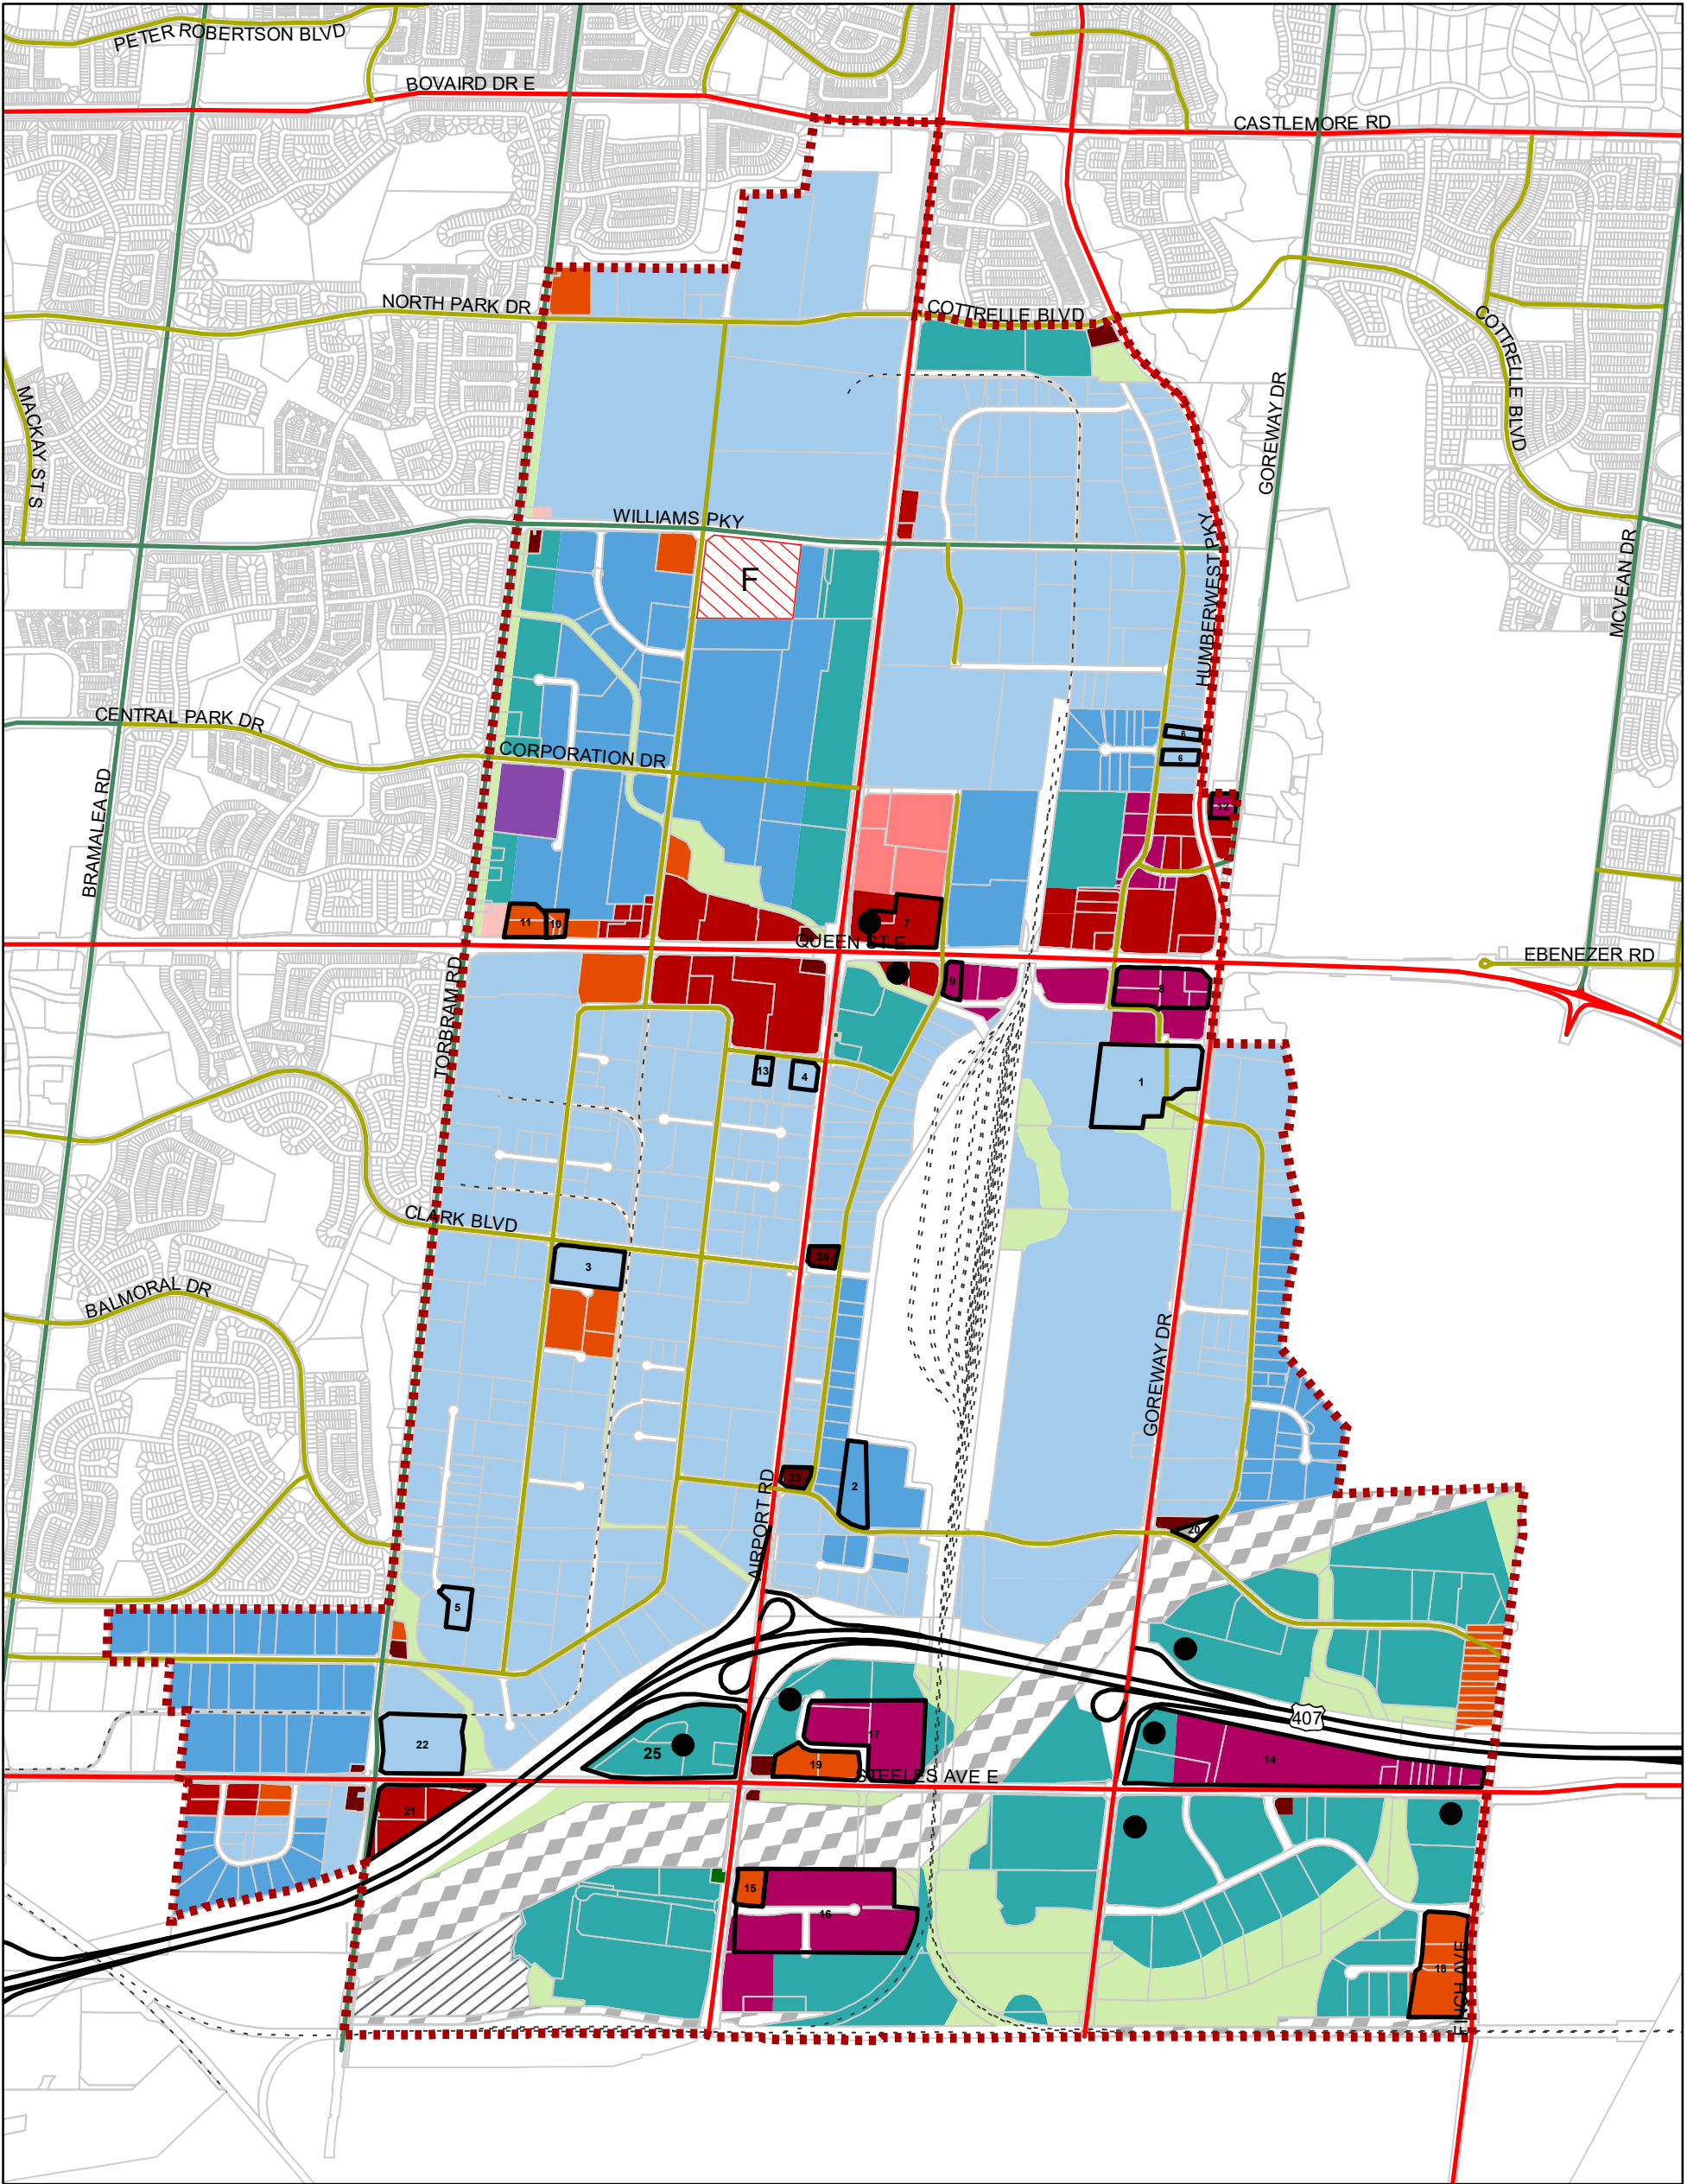 PETER ROBERTSON BLVD
BOVAIRD DR E
CASTLEMORE RD
NORTH PARK DR
COTTRELLE BLVD
COTTRELLE BLVD
MACKAY ST S
GOREWAY DR
WILLIAMS PKY
HUMBERWEST PKY
MCVEAN DR
F
CENTRAL PARK DR
CORPORATION DR
6
6
BRAMALEA RD
12
11
10
7
QUEEN ST E
EBENEZER RD
TORBRAM RD
9
8
13
4
1
CLARK BLVD
24
3
BALMORAL DR
GOREWAY DR
23
2
AIRPORT RD
20
5
407
22
25
17
14
19
STEELES AVE E
21
15
16
18
FINCH AVE